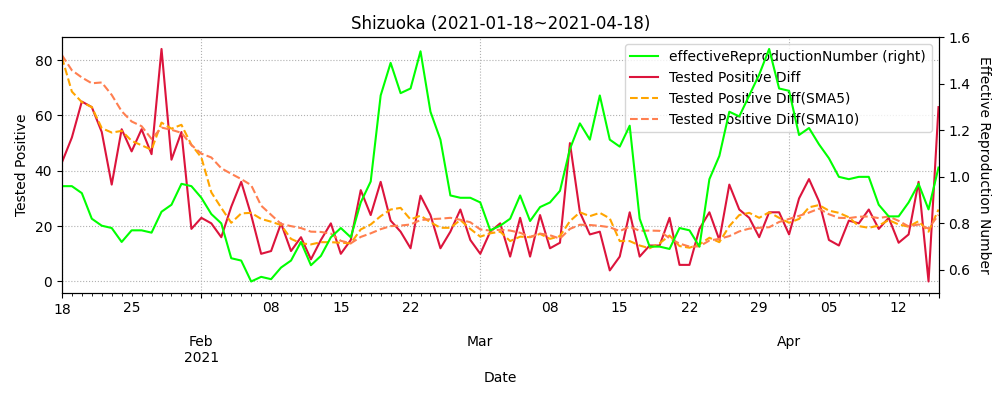 Shizuoka (2021-01-18~2021-04-18)
effectiveReproductionNumber (right)
Tested Positive Diff
Tested Positive Diff(SMA5)
Tested Positive Diff(SMA10)
Tested Positive
80
60
40
20
0
1.6
1.4
1.2
1.0
0.8
0.6
Effective Reproduction Number
18 25 08 15 22 08 15 22 29 05 12
Feb Mar Apr
2021
Date